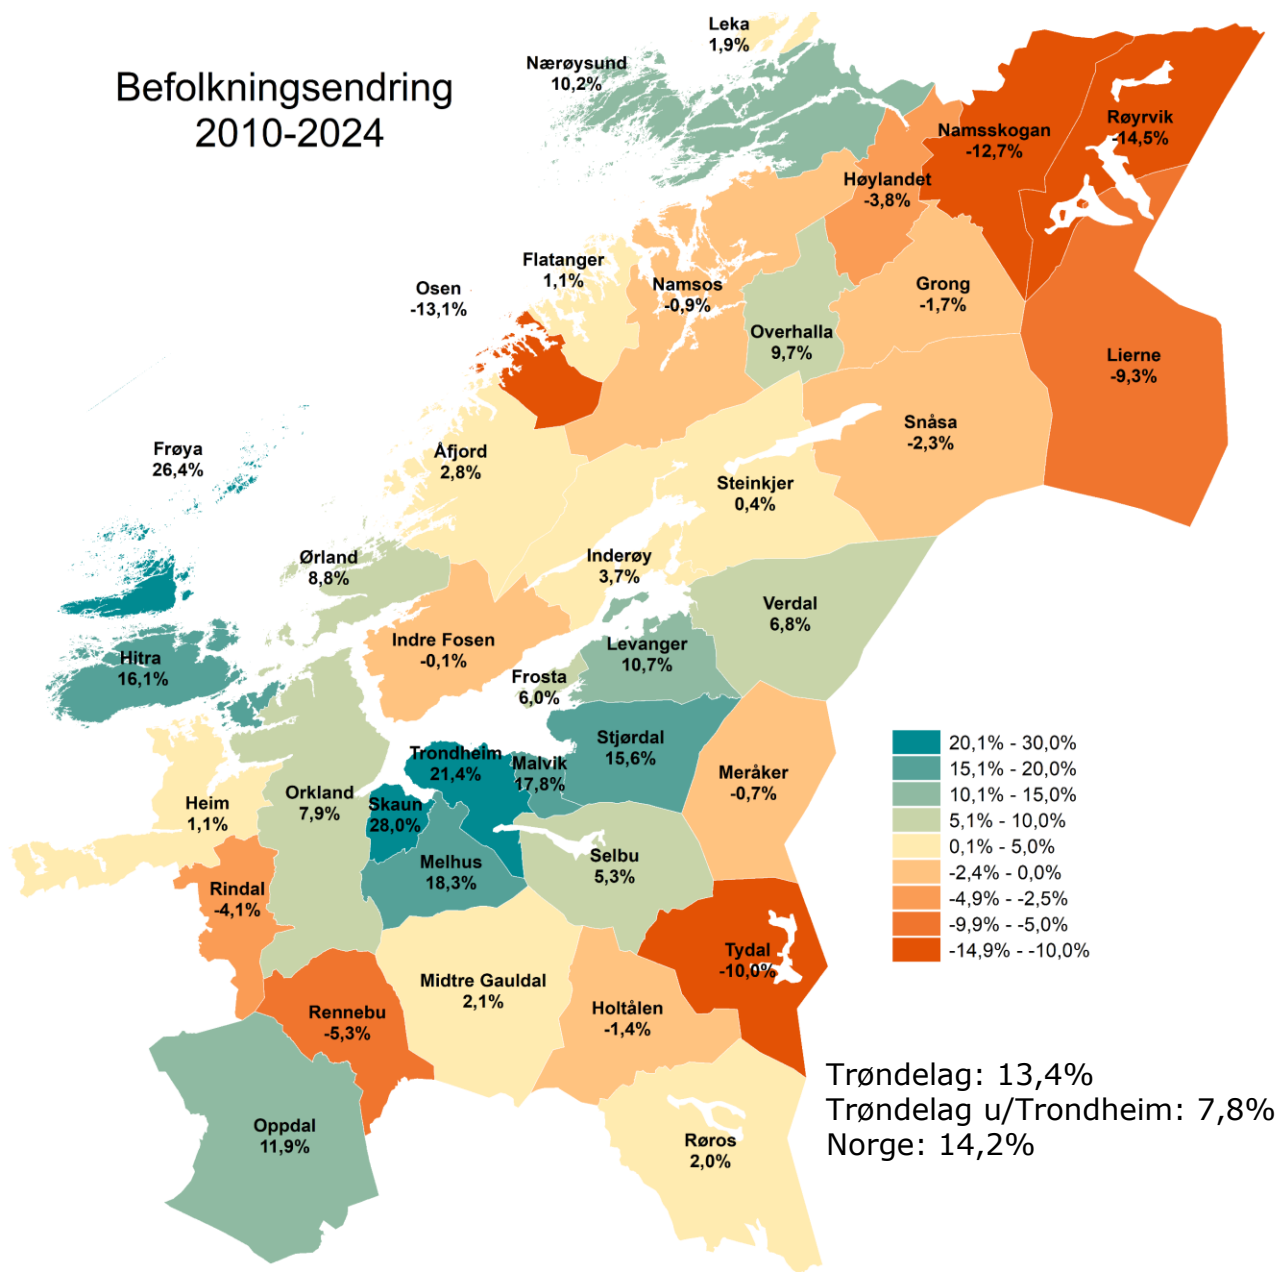 Befolkningsendring
2010-2024
Leka
1,9%
Nærøysund
10,2%
Namsskogan
-12,7%
Røyrvik
-14,5%
Høylandet
-3,8%
Flatanger
1,1%
Osen
-13,1%
Namsos
-0,9%
Grong
-1,7%
Overhalla
9,7%
Lierne
-9,3%
Snåsa
-2,3%
Frøya
26,4%
Åfjord
2,8%
Steinkjer
0,4%
Ørland
8,8%
Inderøy
3,7%
Verdal
6,8%
Indre Fosen
-0,1%
Levanger
10,7%
Hitra
16,1%
Frosta
6,0%
Stjørdal
15,6%
Trondheim
21,4%
Malvik
17,8%
Meråker
-0,7%
Heim
1,1%
Orkland
7,9%
Skaun
28,0%
Melhus
18,3%
Selbu
5,3%
Rindal
-4,1%
Tydal
-10,0%
Midtre Gauldal
2,1%
Rennebu
-5,3%
Holtålen
-1,4%
Oppdal
11,9%
Røros
2,0%
20,1% - 30,0%
15,1% - 20,0%
10,1% - 15,0%
5,1% - 10,0%
0,1% - 5,0%
-2,4% - 0,0%
-4,9% - -2,5%
-9,9% - -5,0%
-14,9% - -10,0%
Trøndelag: 13,4%
Trøndelag u/Trondheim: 7,8%
Norge: 14,2%